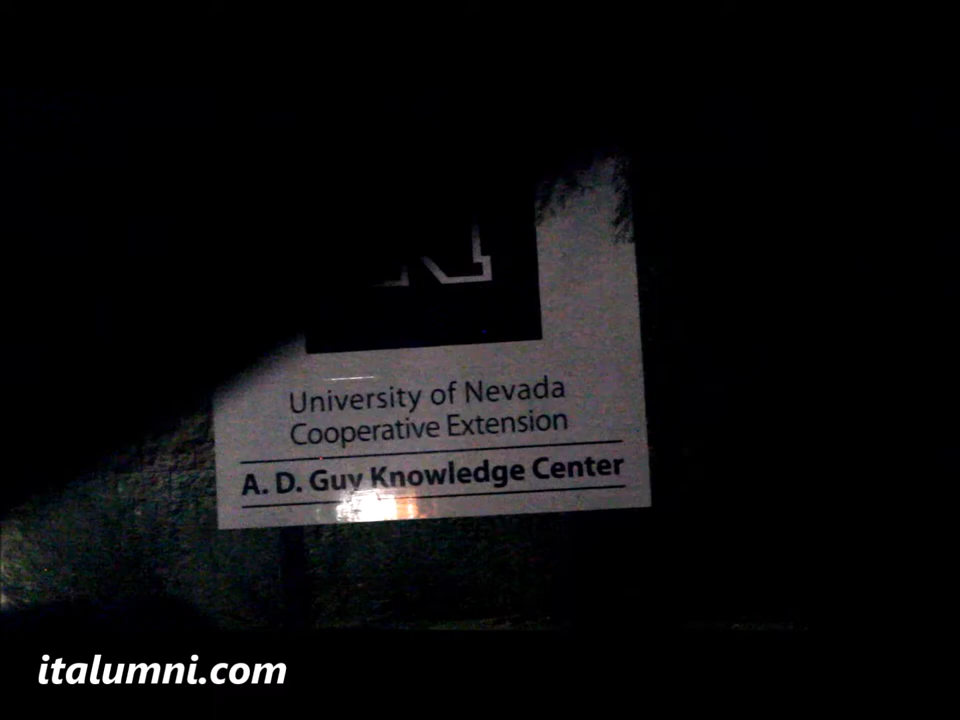 University of Nevada
Cooperative Extension
A. D. Guy Knowledge Center
italumni.com